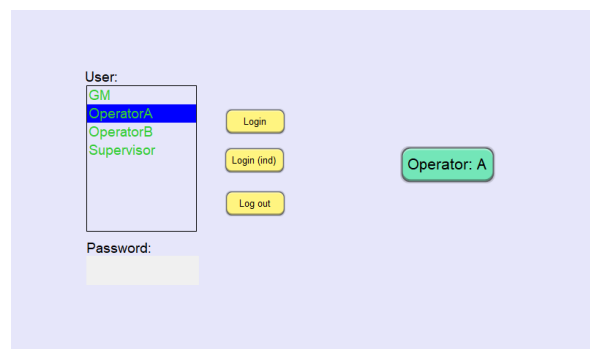 User:
GM
OperatorA
OperatorB
Supervisor
Login
Login (ind)
Log out
Operator: A
Password: